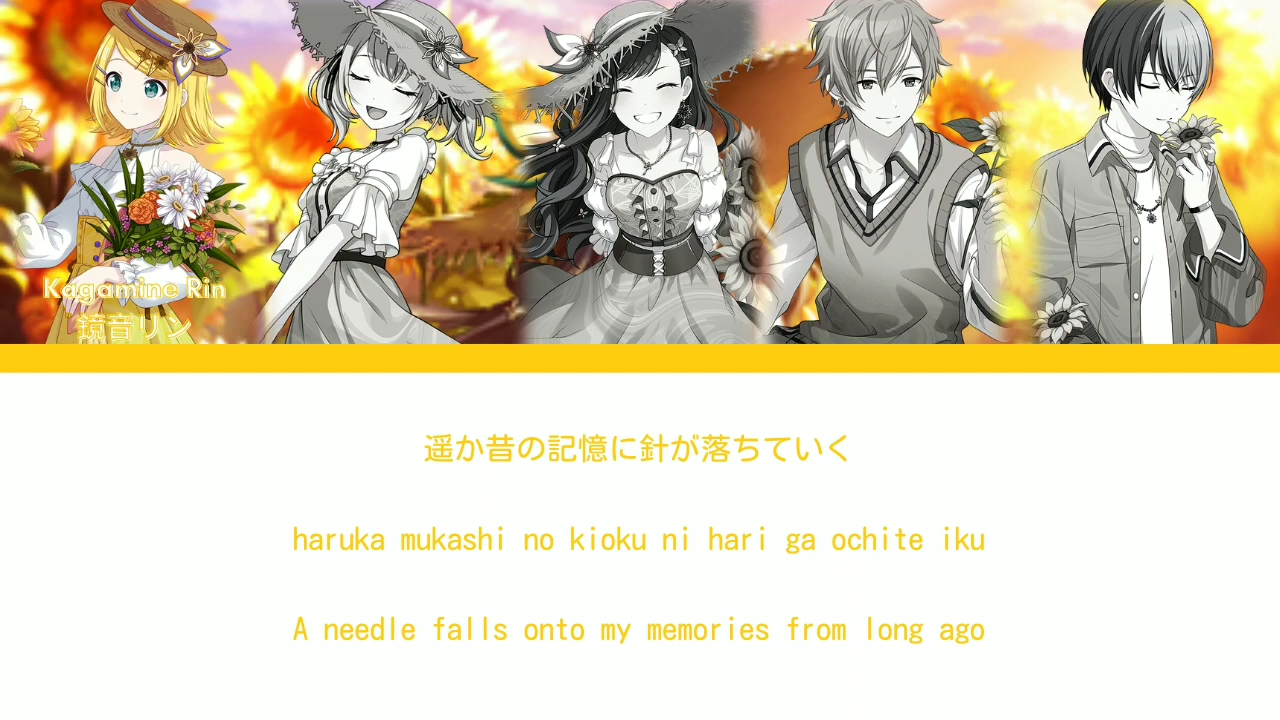 Kagamine Rin
鏡音リン
遥か昔の記憶に針が落ちていく
haruka mukashi no kioku ni hari ga ochite iku
A needle falls onto my memories from long ago